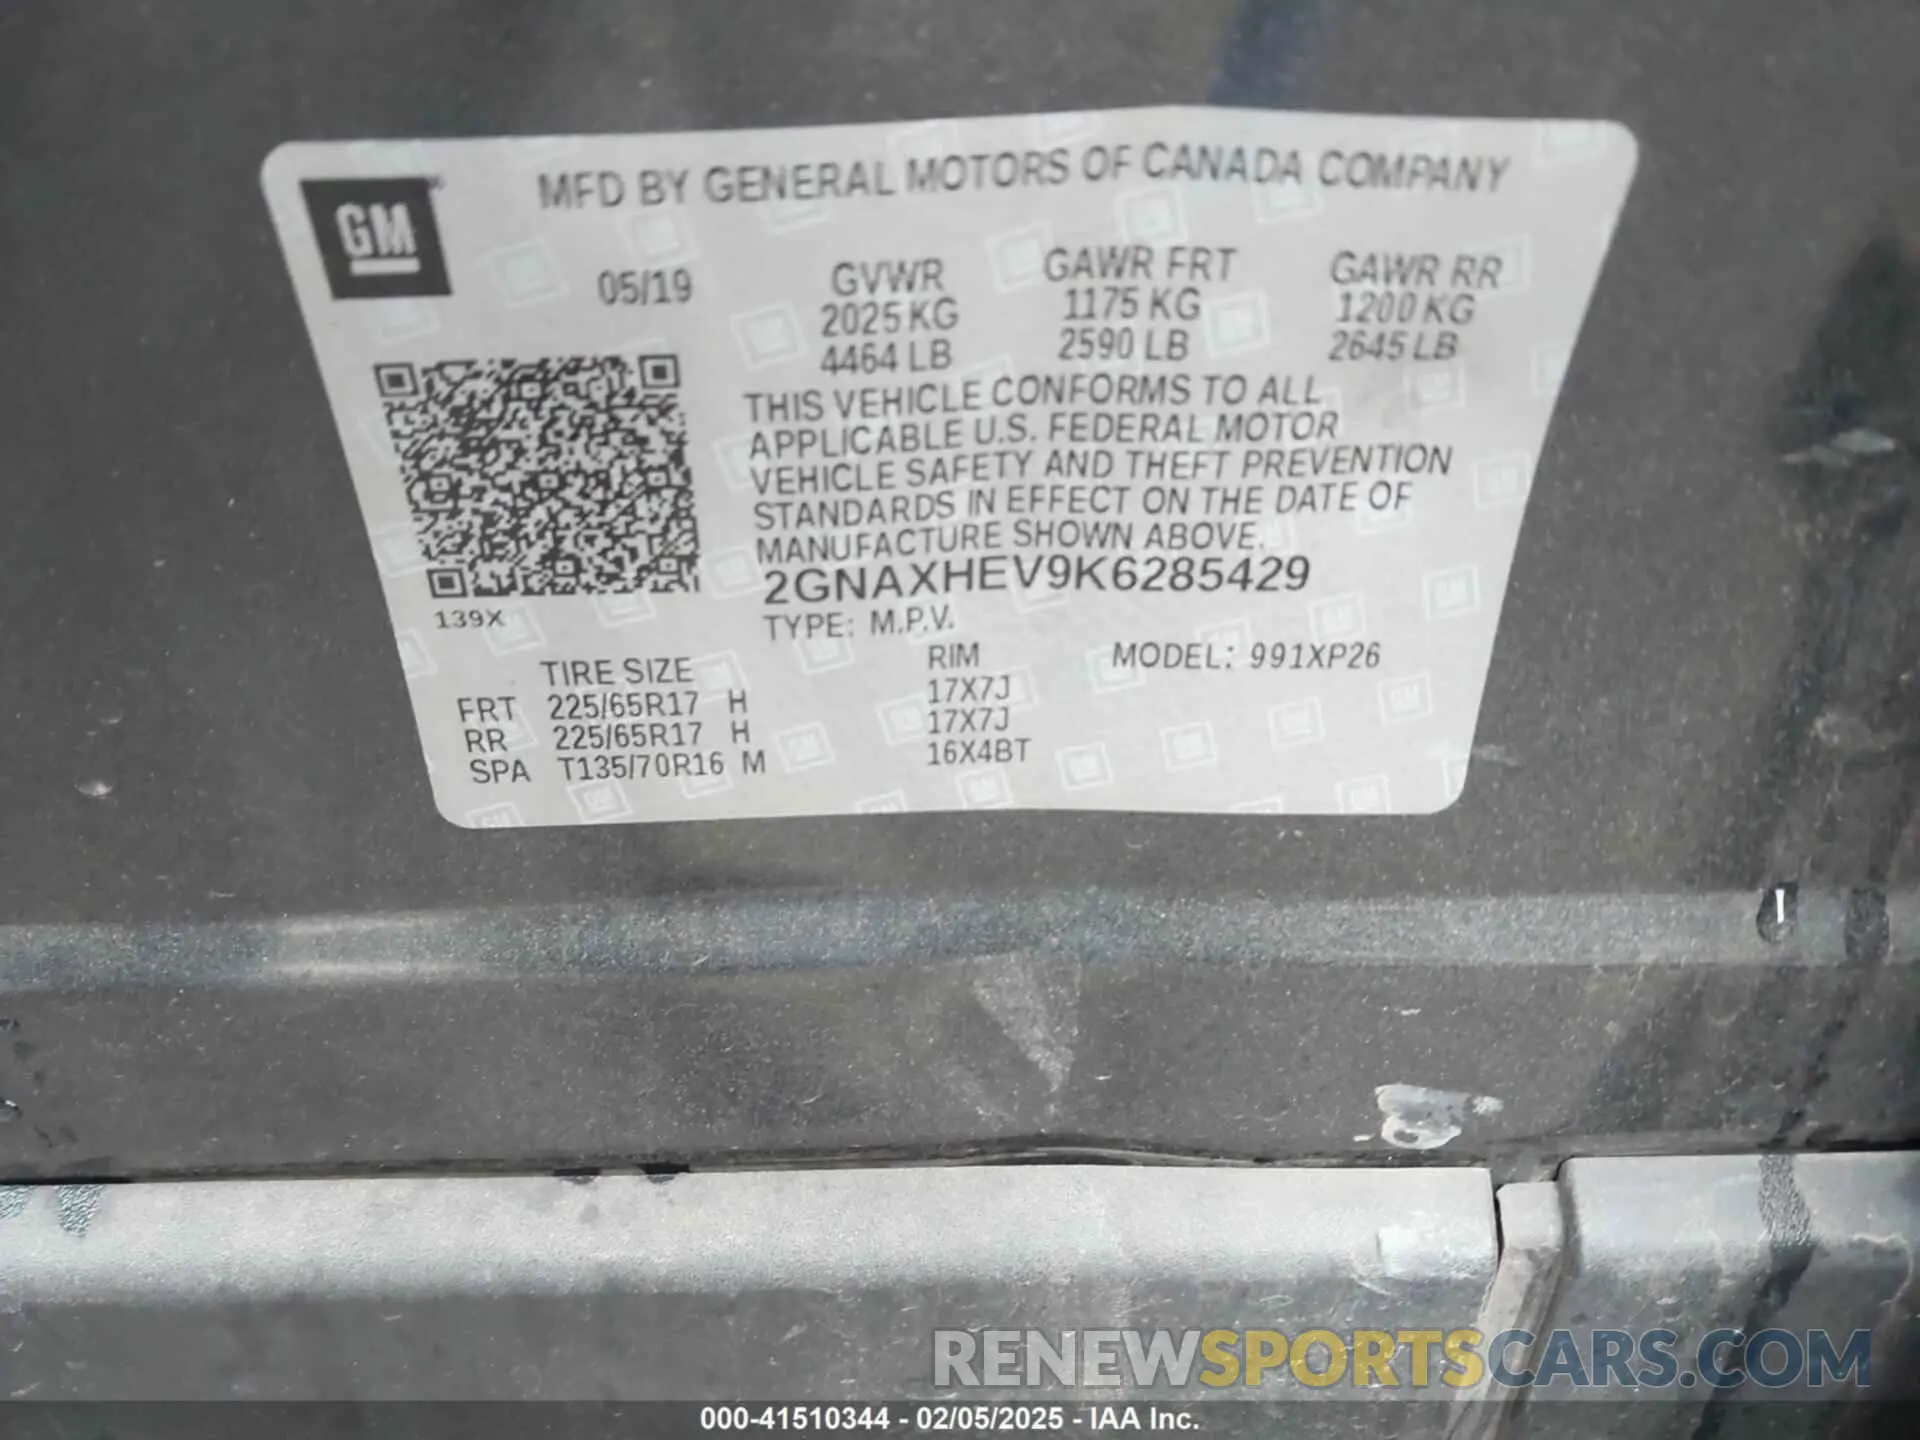 GM
MFD BY GENERAL MOTORS OF CANADA COMPANY
05/19
GVWR GAWR FRT GAWR RR
2025 KG 1175 KG 1200 KG
4464 LB 2590 LB 2645 LB
THIS VEHICLE CONFORMS TO ALL
APPLICABLE U.S. FEDERAL MOTOR
VEHICLE SAFETY AND THEFT PREVENTION
STANDARDS IN EFFECT ON THE DATE OF
MANUFACTURE SHOWN ABOVE.
2GNAXHEV9K6285429
139X
TYPE: M.P.V.
TIRE SIZE RIM MODEL: 991XP26
FRT 225/65R17 H 17X7J
RR 225/65R17 H 17X7J
SPA T135/70R16 M 16X4BT
RENEWSPORTSCARS.COM
000-41510344 - 02/05/2025 - IAA Inc.